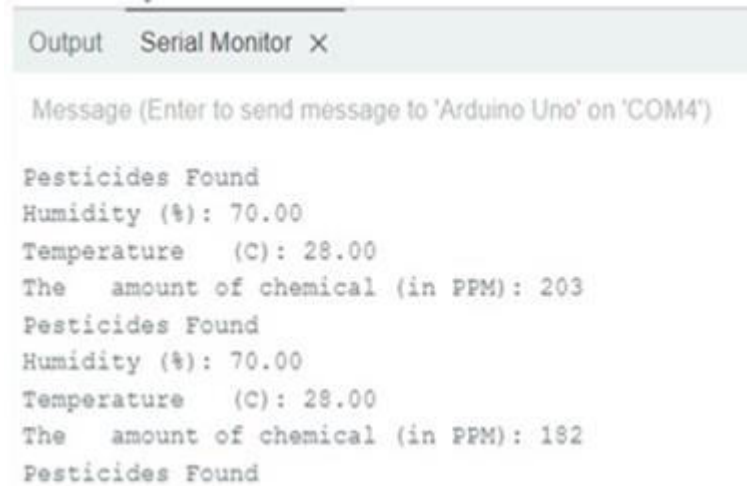 Output Serial Monitor ×
Message (Enter to send message to 'Arduino Uno' on 'COM4')
Pesticides Found
Humidity (%): 70.00
Temperature (C): 28.00
The amount of chemical (in PPM): 203
Pesticides Found
Humidity (%): 70.00
Temperature (C): 28.00
The amount of chemical (in PPM): 182
Pesticides Found